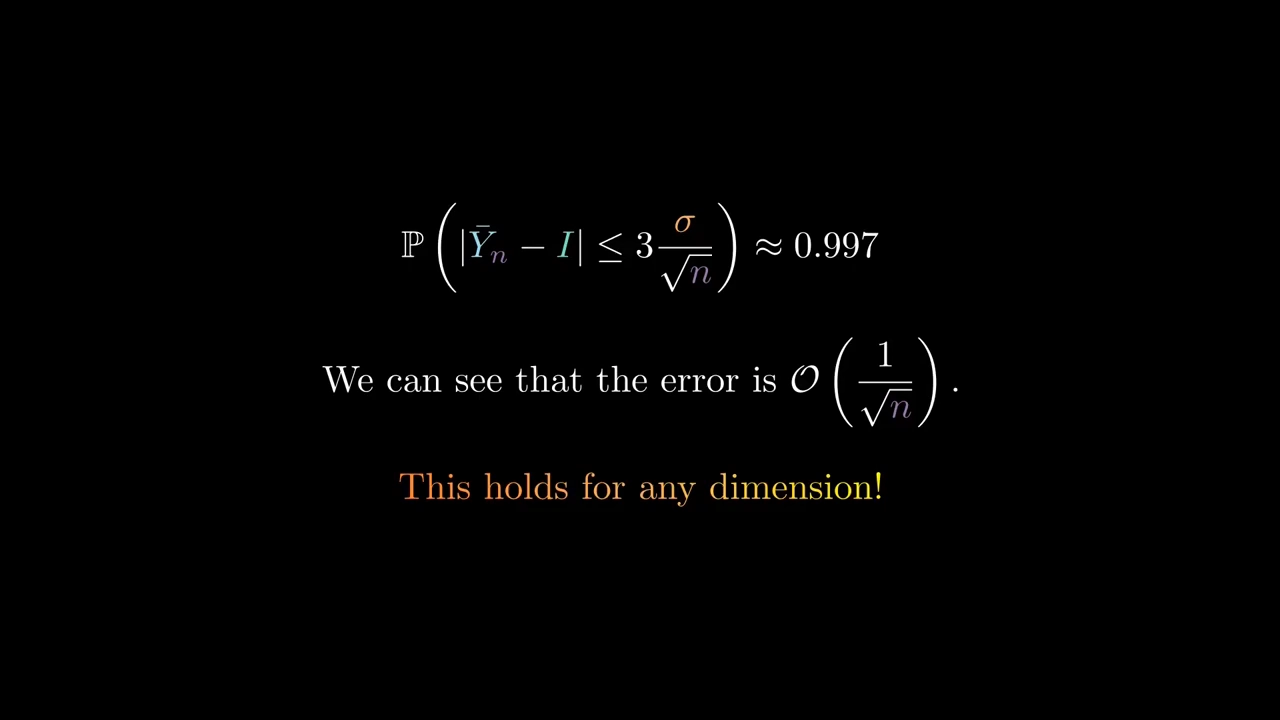 ℙ(|Ȳₙ − I| ≤ 3 σ/√n) ≈ 0.997
We can see that the error is 𝒪(1/√n).
This holds for any dimension!